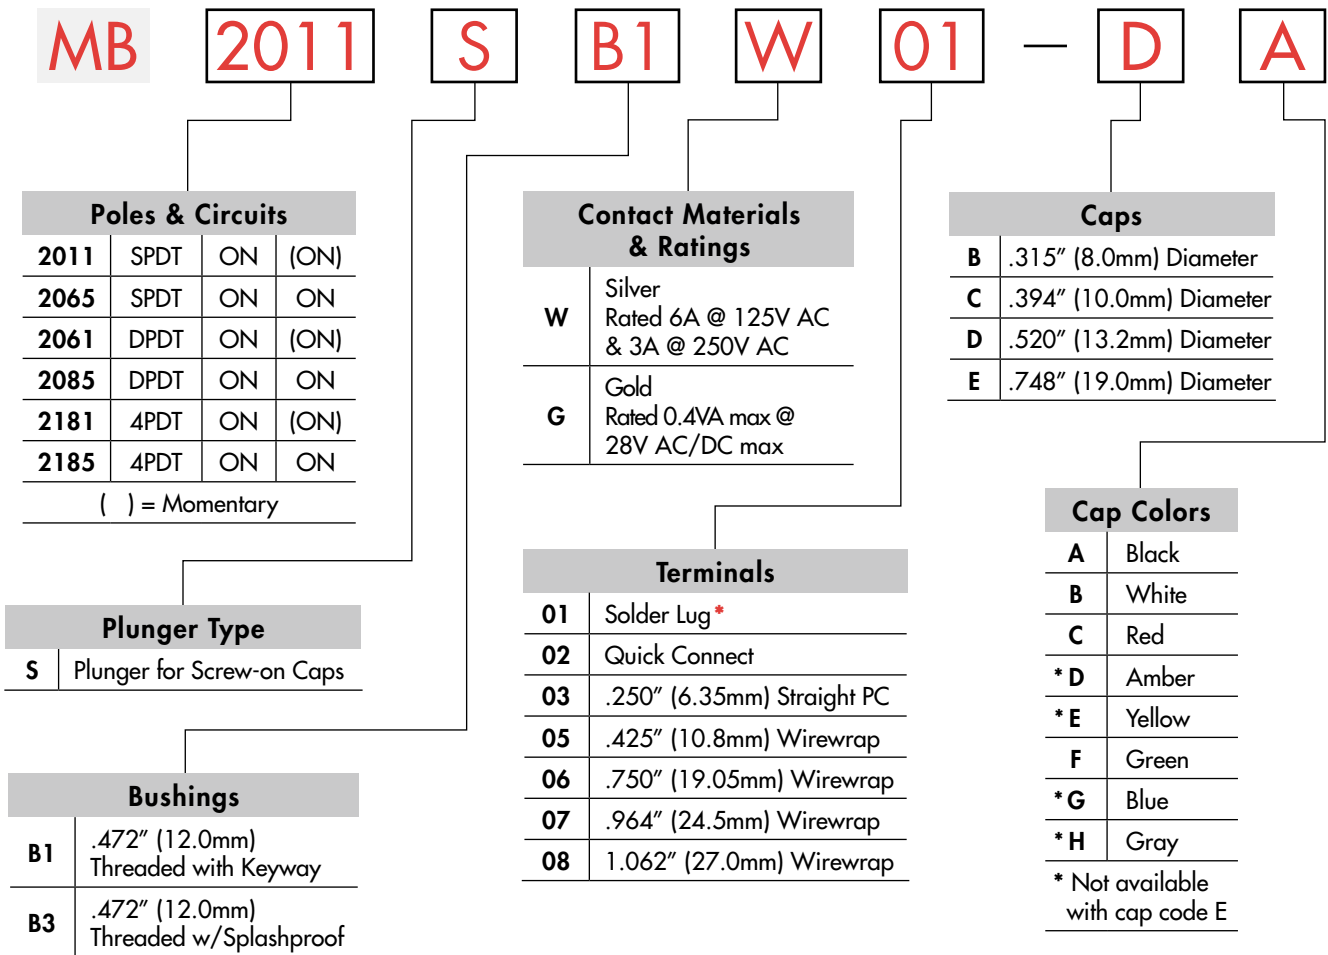 MB 2011 S B1 W 01 — D A
Poles & Circuits
2011 SPDT ON (ON)
2065 SPDT ON ON
2061 DPDT ON (ON)
2085 DPDT ON ON
2181 4PDT ON (ON)
2185 4PDT ON ON
( ) = Momentary
Plunger Type
S Plunger for Screw-on Caps
Bushings
B1 .472″ (12.0mm)
Threaded with Keyway
B3 .472″ (12.0mm)
Threaded w/Splashproof
Contact Materials
& Ratings
W Silver
Rated 6A @ 125V AC
& 3A @ 250V AC
G Gold
Rated 0.4VA max @
28V AC/DC max
Terminals
01 Solder Lug*
02 Quick Connect
03 .250″ (6.35mm) Straight PC
05 .425″ (10.8mm) Wirewrap
06 .750″ (19.05mm) Wirewrap
07 .964″ (24.5mm) Wirewrap
08 1.062″ (27.0mm) Wirewrap
Caps
B .315″ (8.0mm) Diameter
C .394″ (10.0mm) Diameter
D .520″ (13.2mm) Diameter
E .748″ (19.0mm) Diameter
Cap Colors
A Black
B White
C Red
* D Amber
* E Yellow
F Green
* G Blue
* H Gray
* Not available
with cap code E